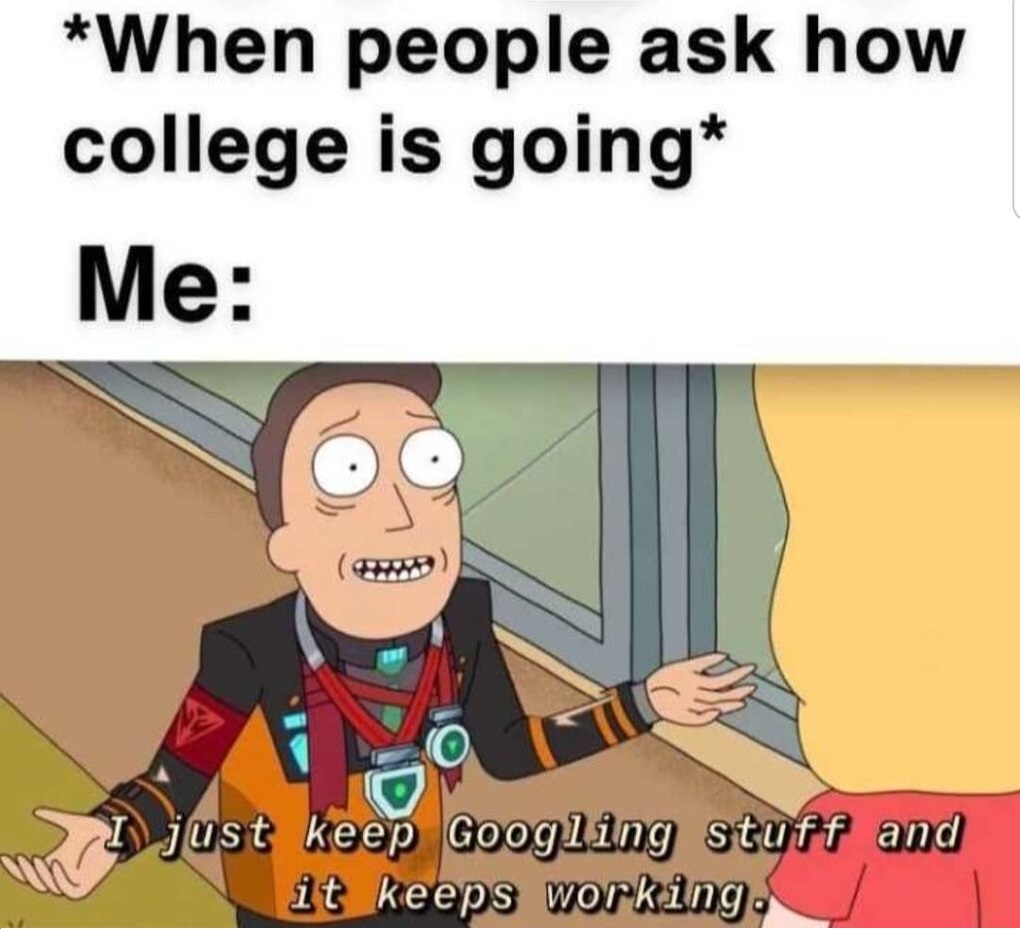 *When people ask how
college is going*
Me:
I just keep Googling stuff and
it keeps working.